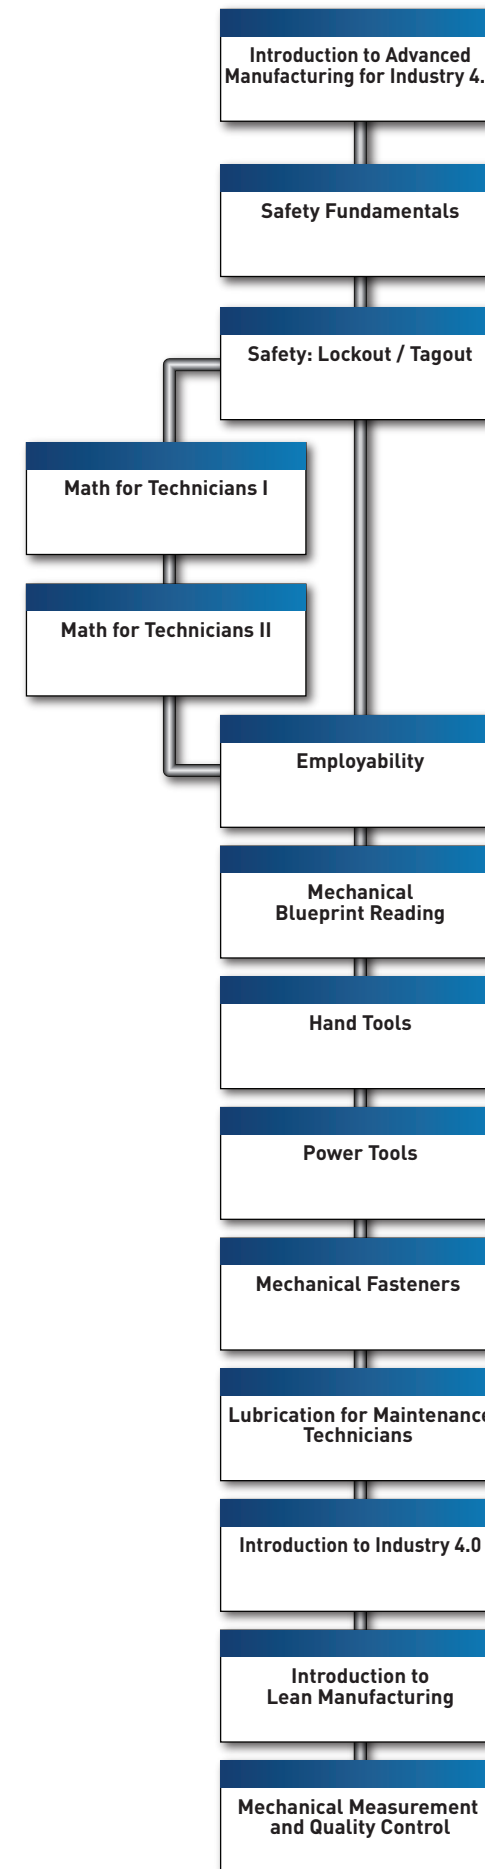 Introduction to Advanced
Manufacturing for Industry 4.
Safety Fundamentals
Safety: Lockout / Tagout
Math for Technicians I
Math for Technicians II
Employability
Mechanical
Blueprint Reading
Hand Tools
Power Tools
Mechanical Fasteners
Lubrication for Maintenance
Technicians
Introduction to Industry 4.0
Introduction to
Lean Manufacturing
Mechanical Measurement
and Quality Control